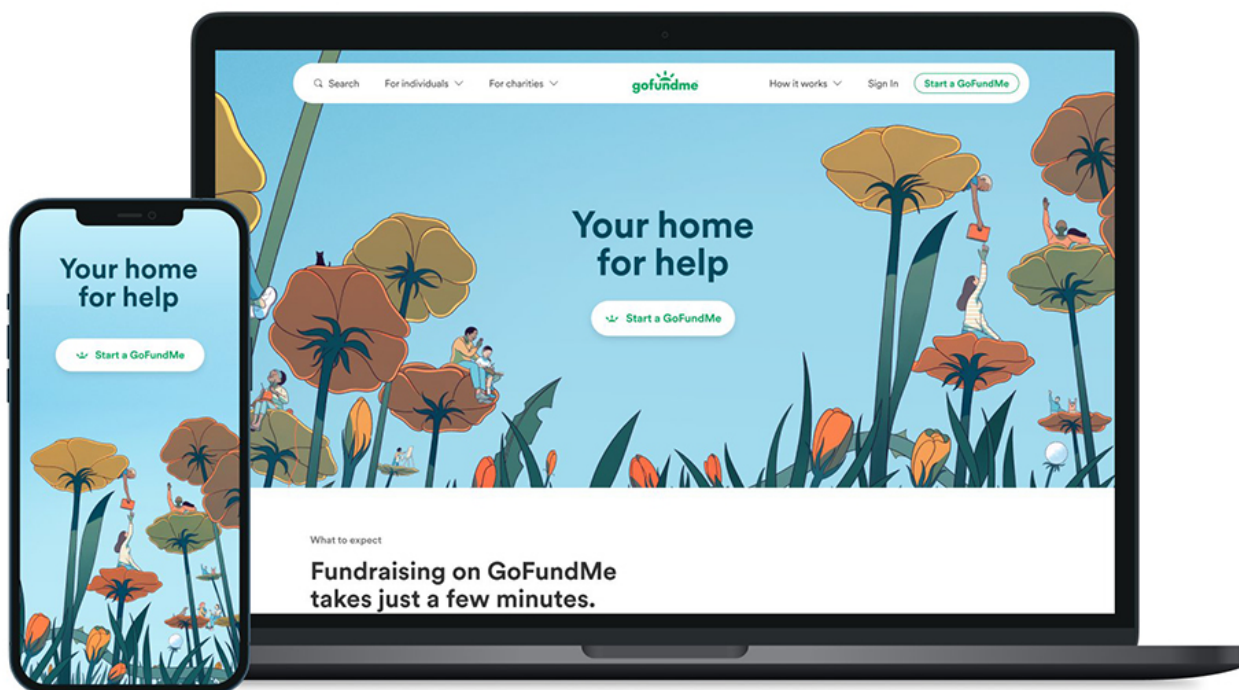 Search
For individuals
For charities
gofundme
How it works
Sign In
Start a GoFundMe
Your home
for help
Start a GoFundMe
What to expect
Fundraising on GoFundMe
takes just a few minutes.
Your home
for help
Start a GoFundMe